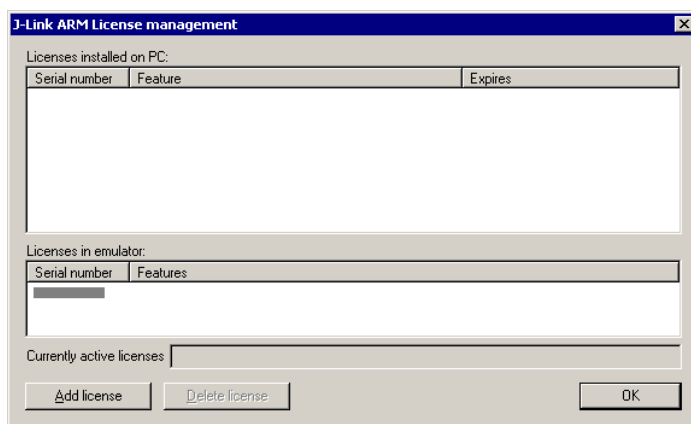 J-Link ARM License management
Licenses installed on PC:
Serial number Feature Expires
Licenses in emulator:
Serial number Features
Currently active licenses
Add license Delete license OK